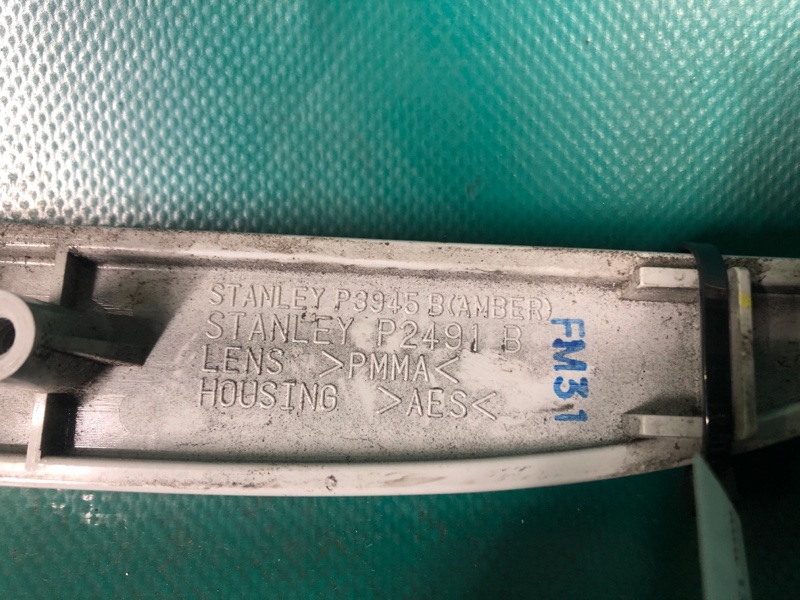 STANLEY P3945 B(AMBER)
STANLEY P2491 B
LENS >PMMA<
HOUSING >AES<
FM31